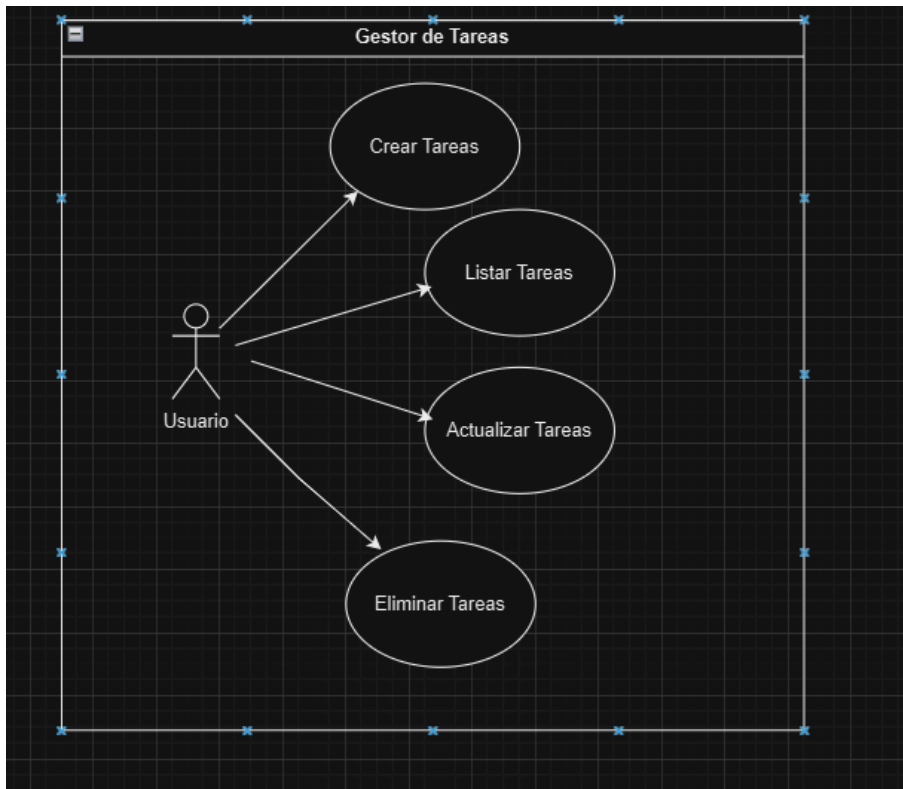 Gestor de Tareas
Crear Tareas
Listar Tareas
Usuario
Actualizar Tareas
Eliminar Tareas